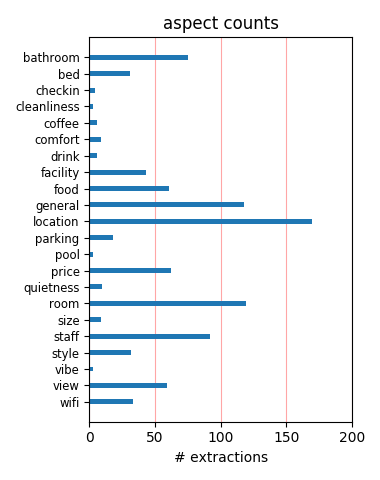 aspect counts
bathroom
bed
checkin
cleanliness
coffee
comfort
drink
facility
food
general
location
parking
pool
price
quietness
room
size
staff
style
vibe
view
wifi
0 50 100 150 200
# extractions